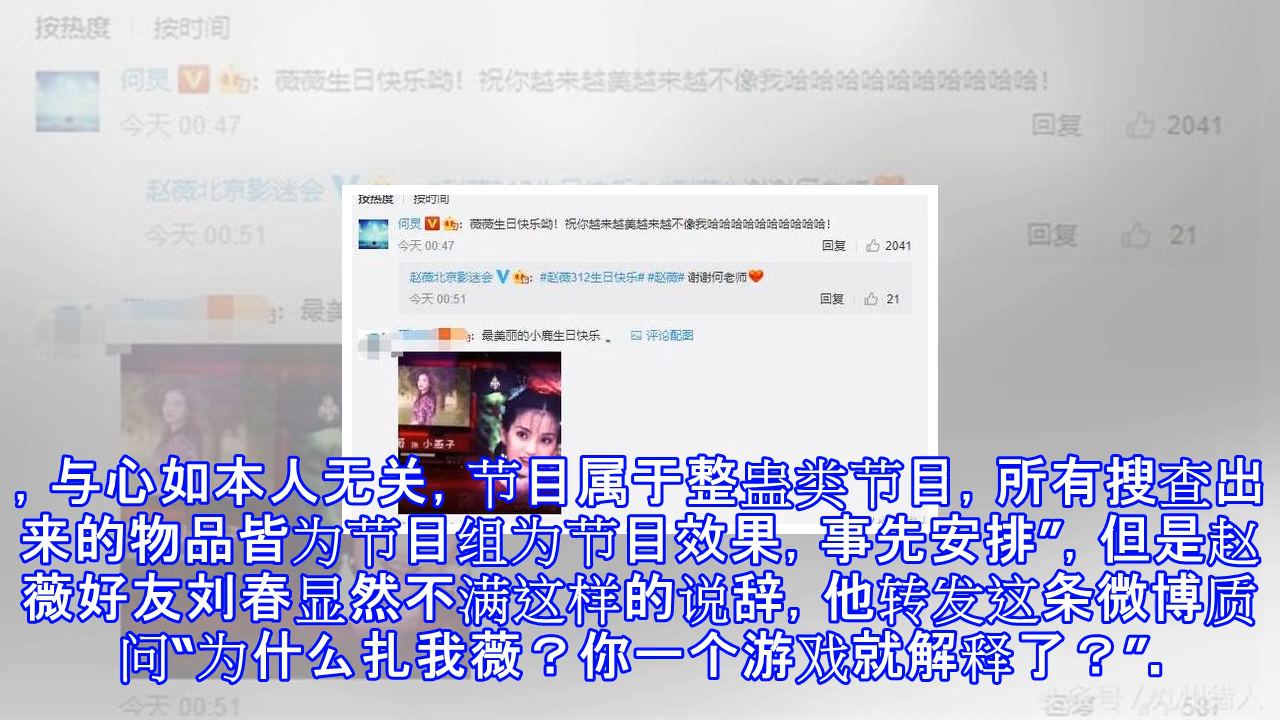 按热度 按时间
何炅 V : 薇薇生日快乐呦！祝你越来越美越来越不像我哈哈哈哈哈哈哈哈哈哈！
今天 00:47 回复 2041
赵薇北京影迷会 V
今天 00:51 回复 21
最美
按热度 按时间
何炅 V : 薇薇生日快乐呦！祝你越来越美越来越不像我哈哈哈哈哈哈哈哈哈哈！
今天 00:47 回复 2041
赵薇北京影迷会 V : #赵薇312生日快乐# #赵薇# 谢谢何老师
今天 00:51 回复 21
: 最美丽的小鹿生日快乐 。 评论配图
小燕子
，与心如本人无关，节目属于整蛊类节目，所有搜查出
来的物品皆为节目组为节目效果，事先安排”，但是赵
薇好友刘春显然不满这样的说辞，他转发这条微博质
问“为什么扎我薇？你一个游戏就解释了？”.
今天 00:51 回复